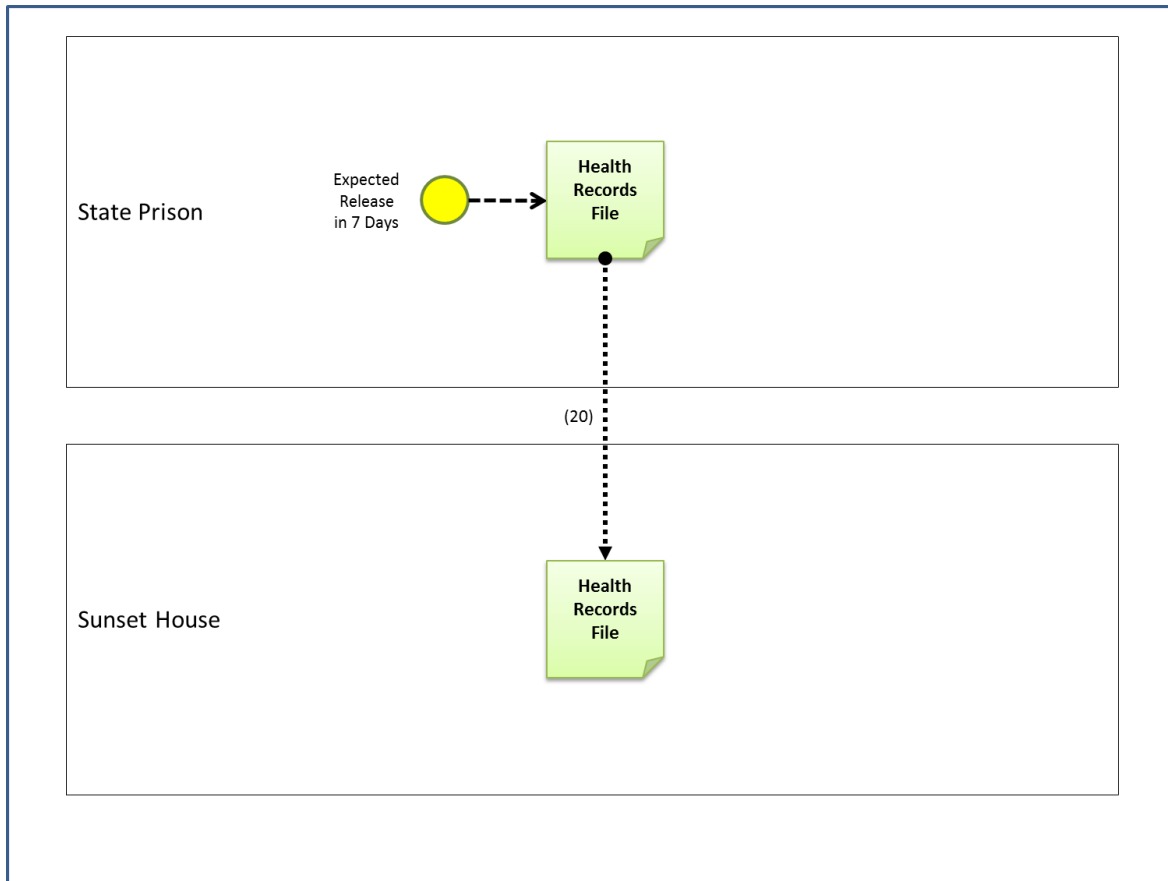 State Prison
Expected
Release
in 7 Days
Health
Records
File
(20)
Sunset House
Health
Records
File